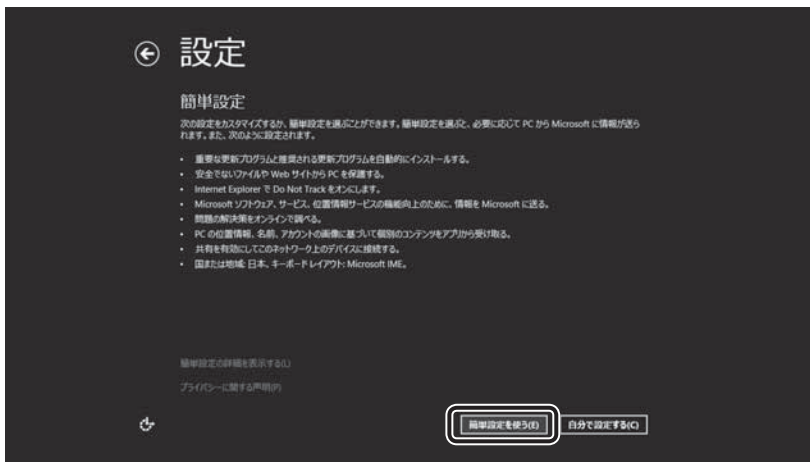 設定
簡単設定
次の設定をカスタマイズするか、簡単設定を選ぶことができます。簡単設定を選ぶと、必要に応じて PC から Microsoft に情報が送ら
れます。また、次のように設定されます。
• 重要な更新プログラムと推奨される更新プログラムを自動的にインストールする。
• 安全でないファイルや Web サイトから PC を保護する。
• Internet Explorer で Do Not Track をオンにします。
• Microsoft ソフトウェア、サービス、位置情報サービスの機能向上のために、情報を Microsoft に送る。
• 問題の解決策をオンラインで調べる。
• PC の位置情報、名前、アカウントの画像に基づいて個別のコンテンツをアプリから受け取る。
• 共有を有効にしてこのネットワーク上のデバイスに接続する。
• 国または地域: 日本、キーボード レイアウト: Microsoft IME。
簡単設定の詳細を表示する(L)
プライバシーに関する声明(P)
簡単設定を使う(E) 自分で設定する(C)